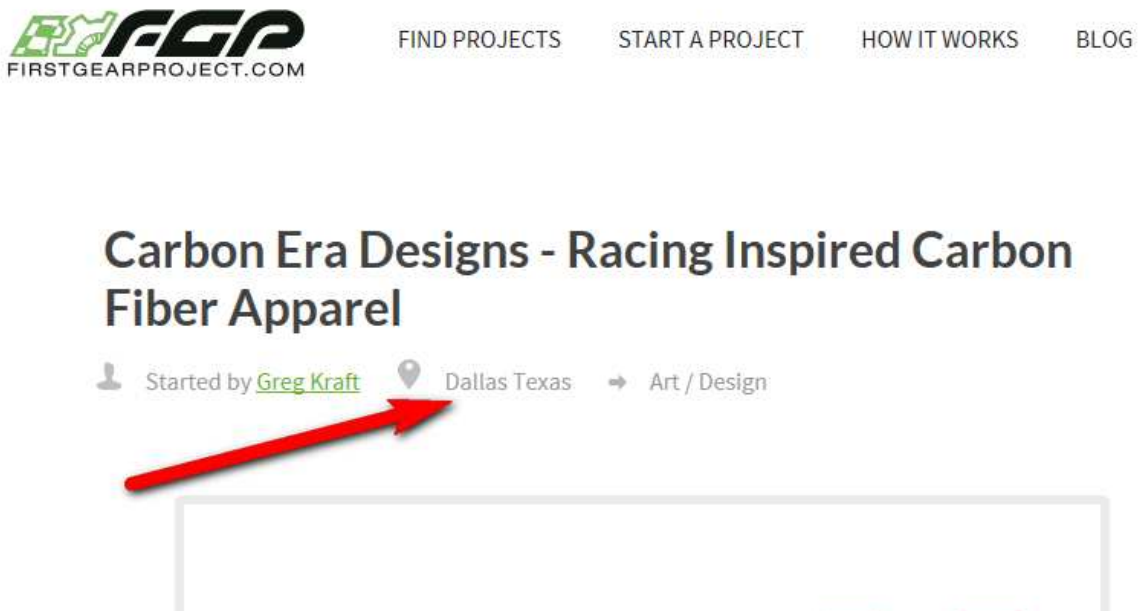 FGP
FIRSTGEARPROJECT.COM
FIND PROJECTS START A PROJECT HOW IT WORKS BLOG
Carbon Era Designs - Racing Inspired Carbon
Fiber Apparel
Started by Greg Kraft Dallas Texas Art / Design